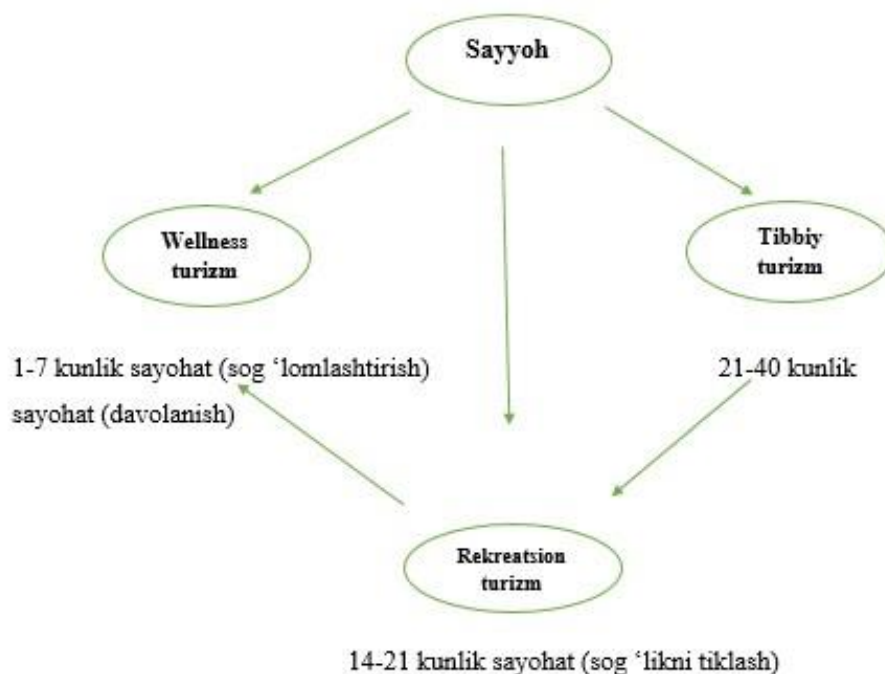 Sayyoh
Wellness
turizm
Tibbiy
turizm
1-7 kunlik sayohat (sog ‘lomlashtirish)
21-40 kunlik
sayohat (davolanish)
Rekreatsion
turizm
14-21 kunlik sayohat (sog ‘likni tiklash)